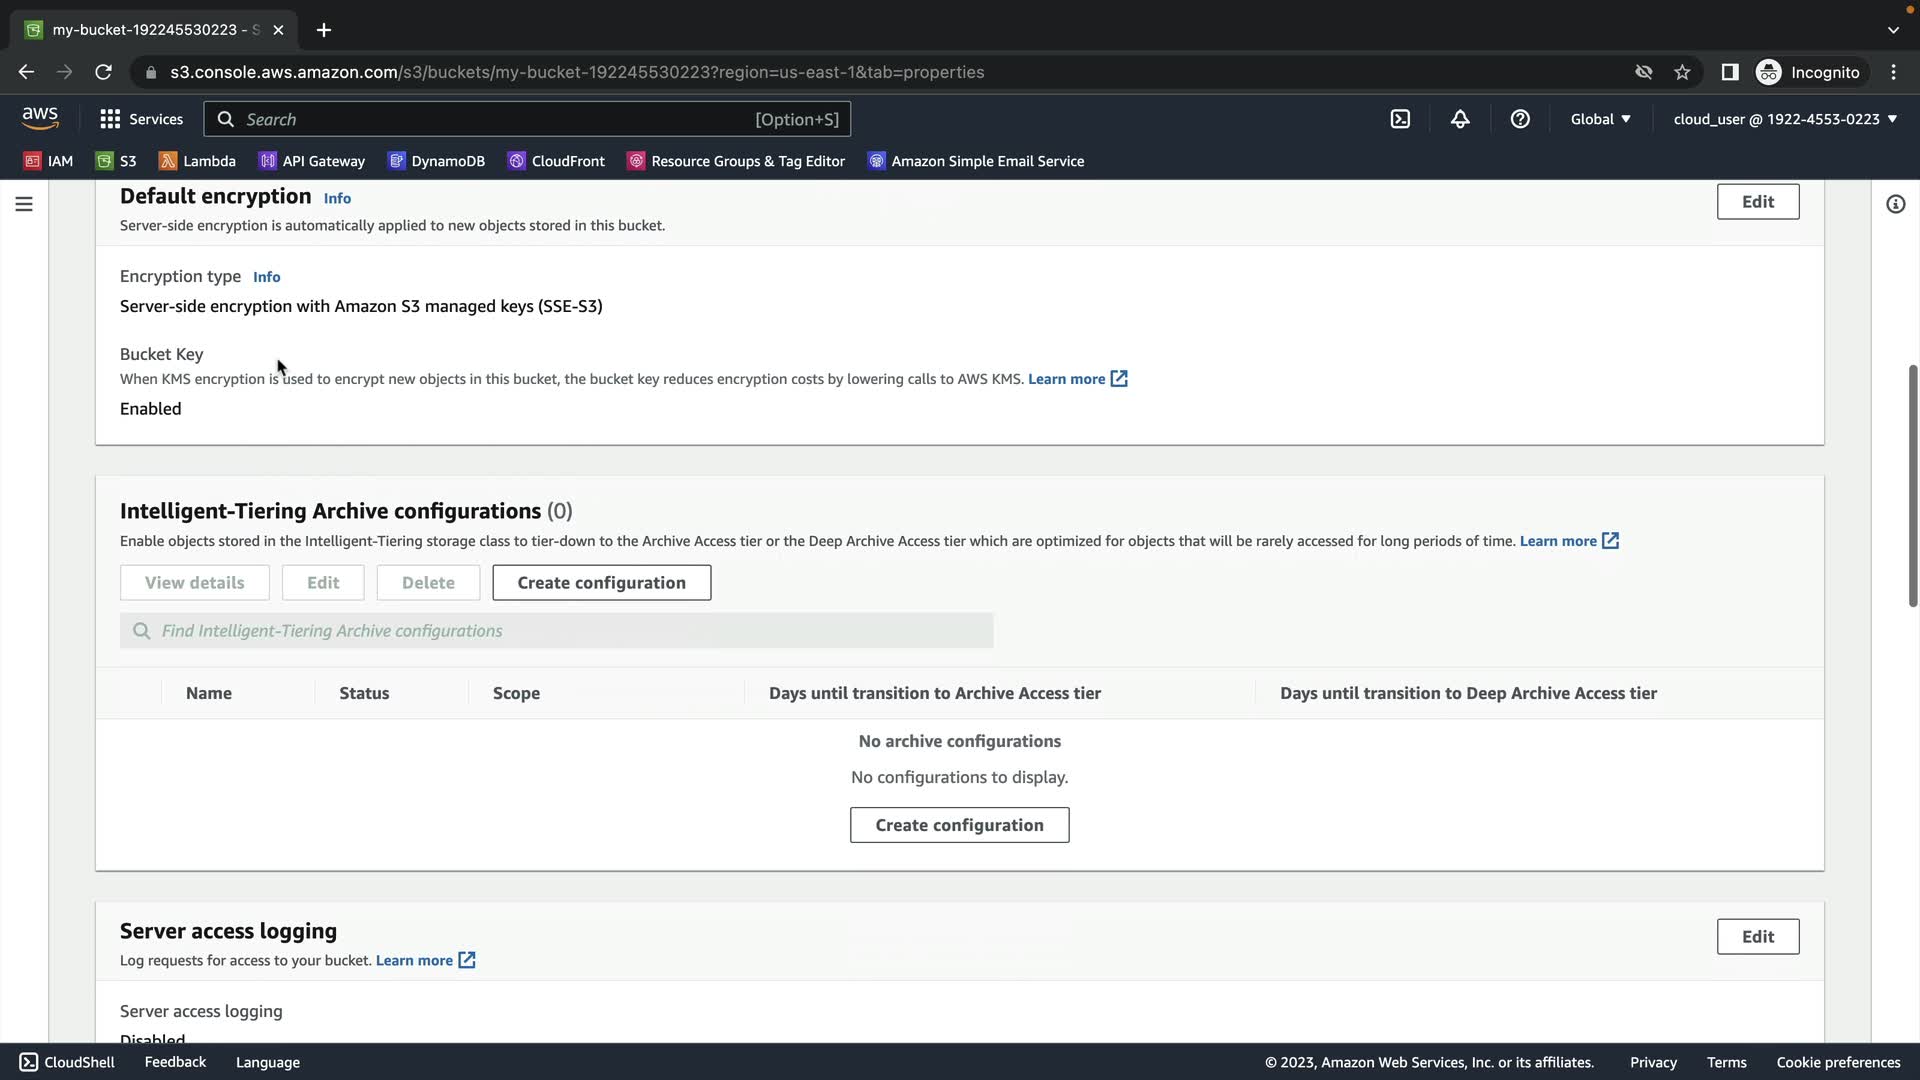 my-bucket-192245530223 - S
s3.console.aws.amazon.com/s3/buckets/my-bucket-192245530223?region=us-east-1&tab=properties
Incognito
aws
Services
Search
[Option+S]
Global
cloud_user @ 1922-4553-0223
IAM
S3
Lambda
API Gateway
DynamoDB
CloudFront
Resource Groups & Tag Editor
Amazon Simple Email Service
Default encryption Info
Edit
Server-side encryption is automatically applied to new objects stored in this bucket.
Encryption type Info
Server-side encryption with Amazon S3 managed keys (SSE-S3)
Bucket Key
When KMS encryption is used to encrypt new objects in this bucket, the bucket key reduces encryption costs by lowering calls to AWS KMS. Learn more
Enabled
Intelligent-Tiering Archive configurations (0)
Enable objects stored in the Intelligent-Tiering storage class to tier-down to the Archive Access tier or the Deep Archive Access tier which are optimized for objects that will be rarely accessed for long periods of time. Learn more
View details
Edit
Delete
Create configuration
Find Intelligent-Tiering Archive configurations
Name
Status
Scope
Days until transition to Archive Access tier
Days until transition to Deep Archive Access tier
No archive configurations
No configurations to display.
Create configuration
Server access logging
Edit
Log requests for access to your bucket. Learn more
Server access logging
Disabled
CloudShell
Feedback
Language
© 2023, Amazon Web Services, Inc. or its affiliates.
Privacy
Terms
Cookie preferences